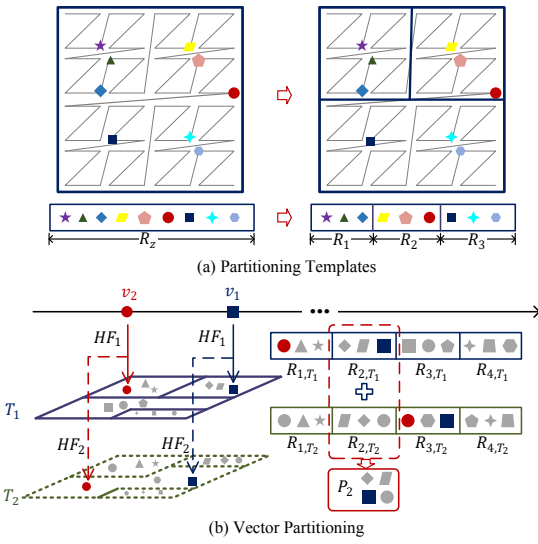 R_z R_1 R_2 R_3
(a) Partitioning Templates
v_2 v_1 •••
HF_1 HF_1
R_{1,T_1} R_{2,T_1} R_{3,T_1} R_{4,T_1}
T_1
HF_2 HF_2
R_{1,T_2} R_{2,T_2} R_{3,T_2} R_{4,T_2}
T_2
P_2
(b) Vector Partitioning